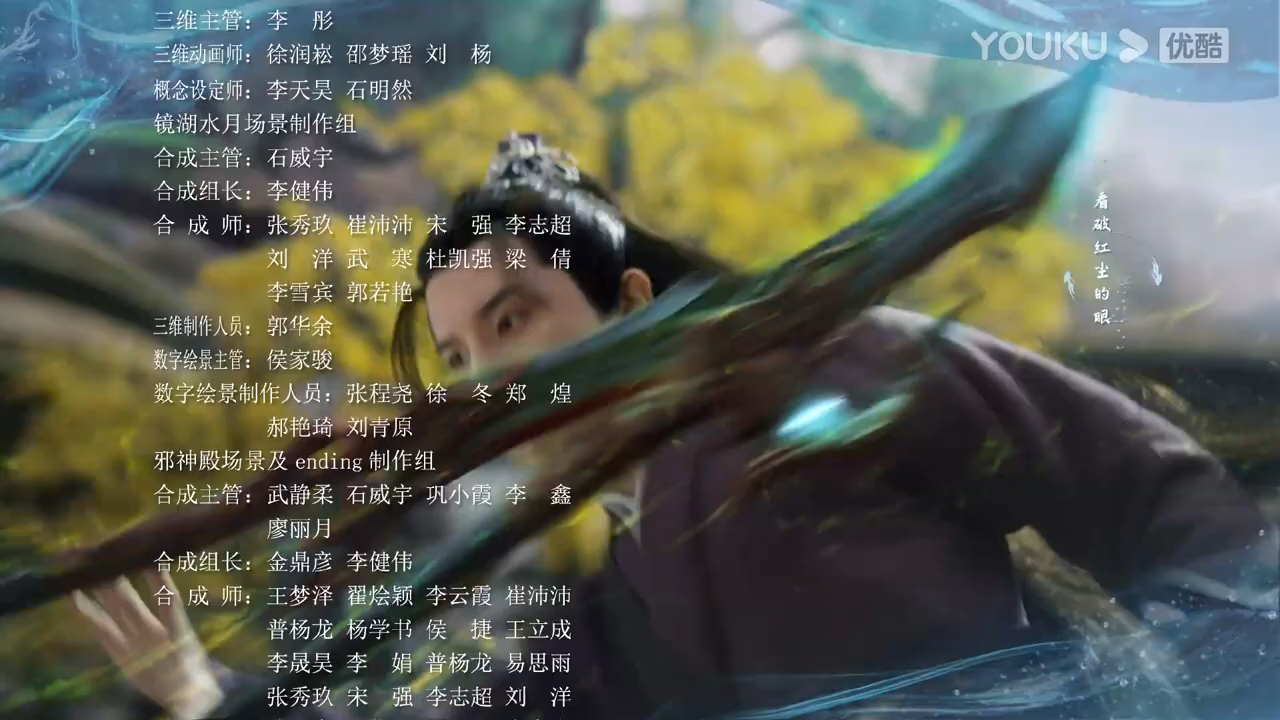 三维主管：李　彤
三维动画师：徐润崧 邵梦瑶 刘　杨
概念设定师：李天昊 石明然
镜湖水月场景制作组
合成主管：石威宇
合成组长：李健伟
合 成 师：张秀玖 崔沛沛 宋　强 李志超
刘　洋 武　寒 杜凯强 梁　倩
李雪宾 郭若艳
三维制作人员：郭华余
数字绘景主管：侯家骏
数字绘景制作人员：张程尧 徐　冬 郑　煌
郝艳琦 刘青原
邪神殿场景及 ending 制作组
合成主管：武静柔 石威宇 巩小霞 李　鑫
廖丽月
合成组长：金鼎彦 李健伟
合 成 师：王梦泽 翟烩颖 李云霞 崔沛沛
普杨龙 杨学书 侯　捷 王立成
李晟昊 李　娟 普杨龙 易思雨
张秀玖 宋　强 李志超 刘　洋
YOUKU 优酷
看破红尘的眼